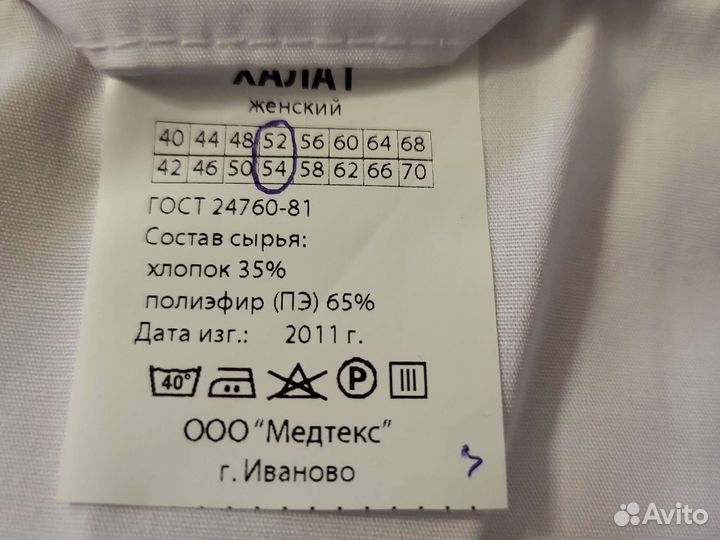 ХАЛАТ
женский
40 44 48 52 56 60 64 68
42 46 50 54 58 62 66 70
ГОСТ 24760-81
Состав сырья:
хлопок 35%
полиэфир (ПЭ) 65%
Дата изг.: 2011 г.
40° P
ООО "Медтекс"
г. Иваново
Avito